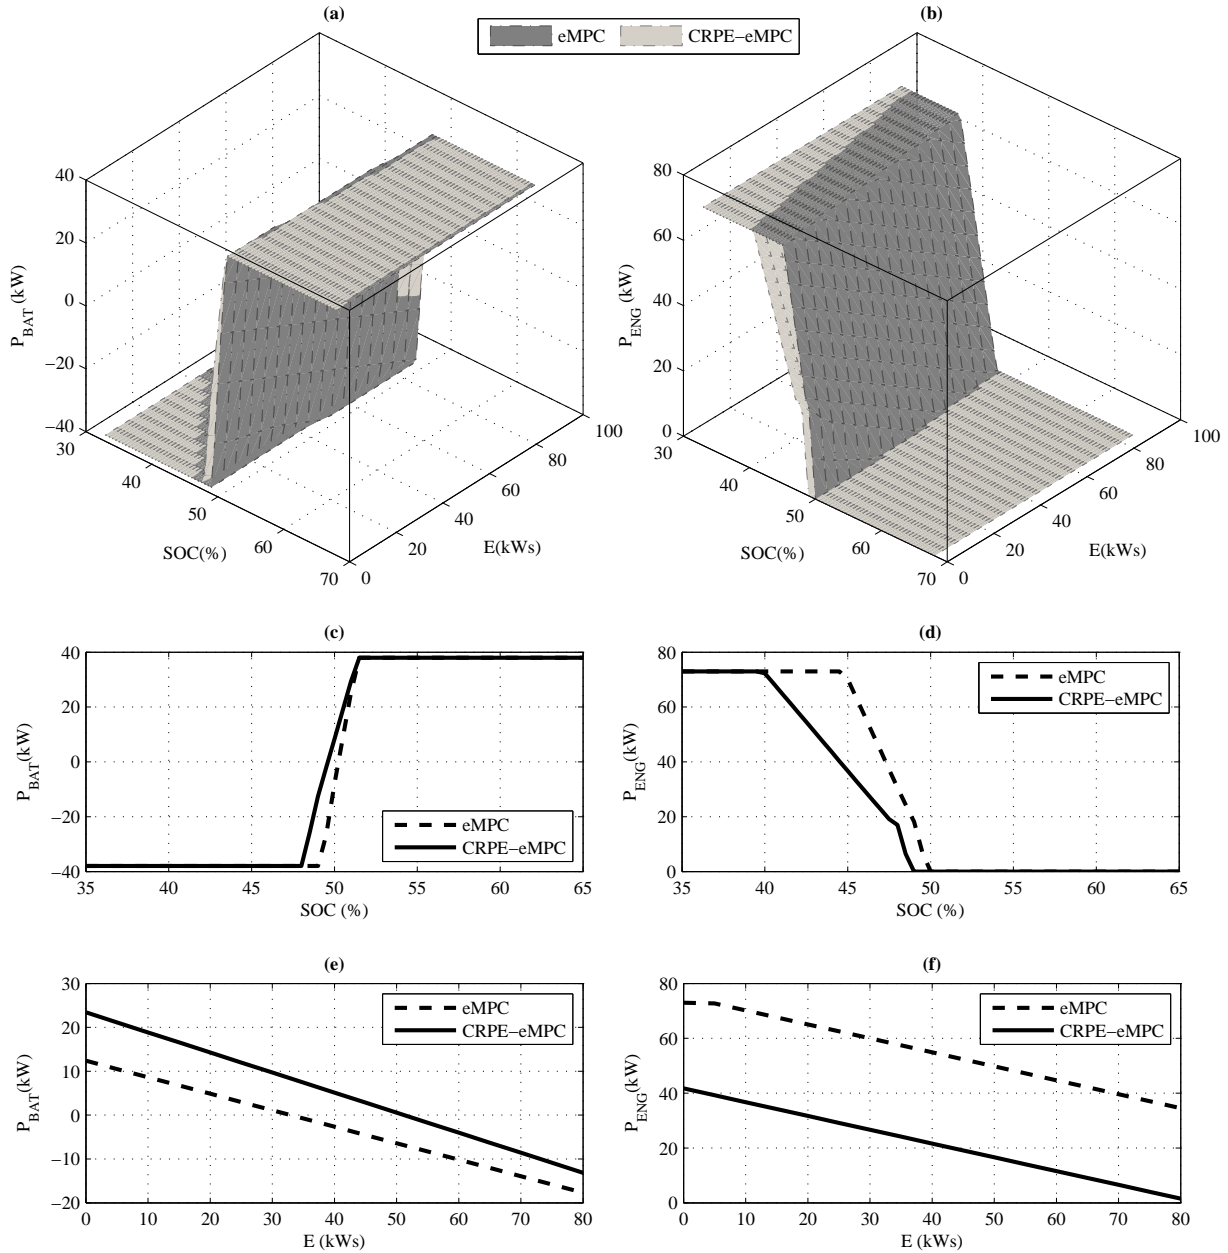 (a)
(b)
eMPC
CRPE−eMPC
40
20
0
−20
−40
P_BAT (kW)
30
40
50
60
70
SOC(%)
0
20
40
60
80
100
E(kWs)
80
60
40
20
0
P_ENG (kW)
30
40
50
60
70
SOC(%)
0
20
40
60
80
100
E(kWs)
(c)
40
20
0
−20
−40
P_BAT(kW)
eMPC
CRPE−eMPC
35 40 45 50 55 60 65
SOC (%)
(d)
80
60
40
20
0
P_ENG(kW)
eMPC
CRPE−eMPC
35 40 45 50 55 60 65
SOC (%)
(e)
30
20
10
0
−10
−20
P_BAT(kW)
eMPC
CRPE−eMPC
0 10 20 30 40 50 60 70 80
E (kWs)
(f)
80
60
40
20
0
P_ENG(kW)
eMPC
CRPE−eMPC
0 10 20 30 40 50 60 70 80
E (kWs)